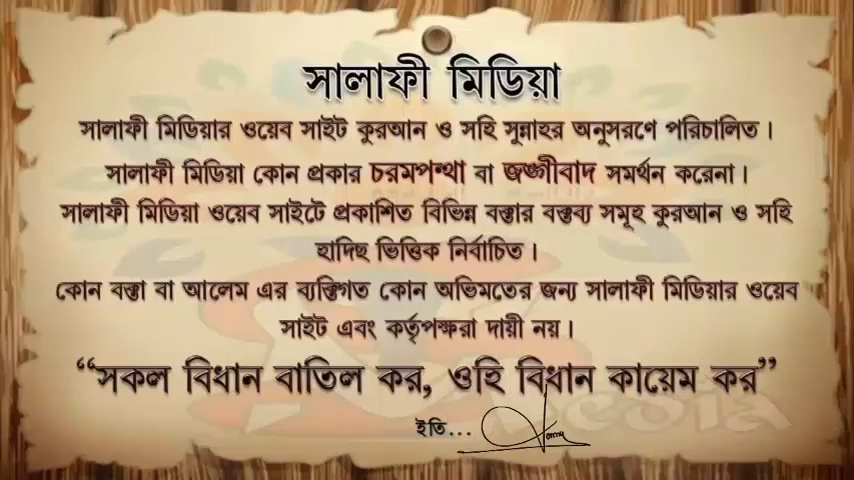 সালাফী মিডিয়া
সালাফী মিডিয়ার ওয়েব সাইট কুরআন ও সহি সুন্নাহর অনুসরণে পরিচালিত।
সালাফী মিডিয়া কোন প্রকার চরমপন্থা বা জঙ্গীবাদ সমর্থন করেনা।
সালাফী মিডিয়া ওয়েব সাইটে প্রকাশিত বিভিন্ন বক্তার বক্তব্য সমূহ কুরআন ও সহি
হাদিছ ভিত্তিক নির্বাচিত।
কোন বক্তা বা আলেম এর ব্যক্তিগত কোন অভিমতের জন্য সালাফী মিডিয়ার ওয়েব
সাইট এবং কর্তৃপক্ষরা দায়ী নয়।
“সকল বিধান বাতিল কর, ওহি বিধান কায়েম কর”
ইতি...